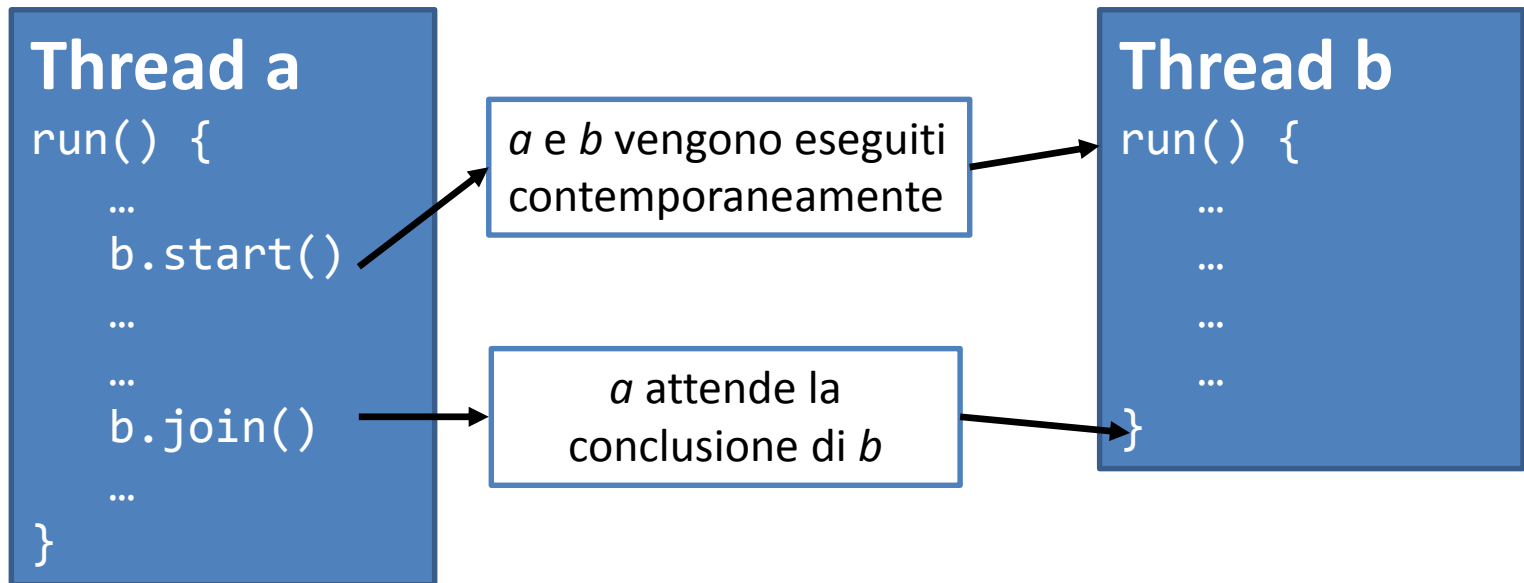 Thread a
run() {
…
b.start()
…
…
b.join()
…
}
a e b vengono eseguiti
contemporaneamente
a attende la
conclusione di b
Thread b
run() {
…
…
…
…
}